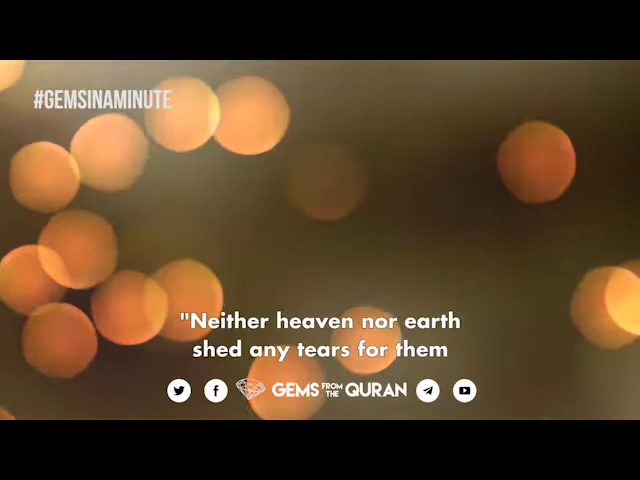 #GEMSINAMINUTE
"Neither heaven nor earth
shed any tears for them
GEMS FROM THE QURAN